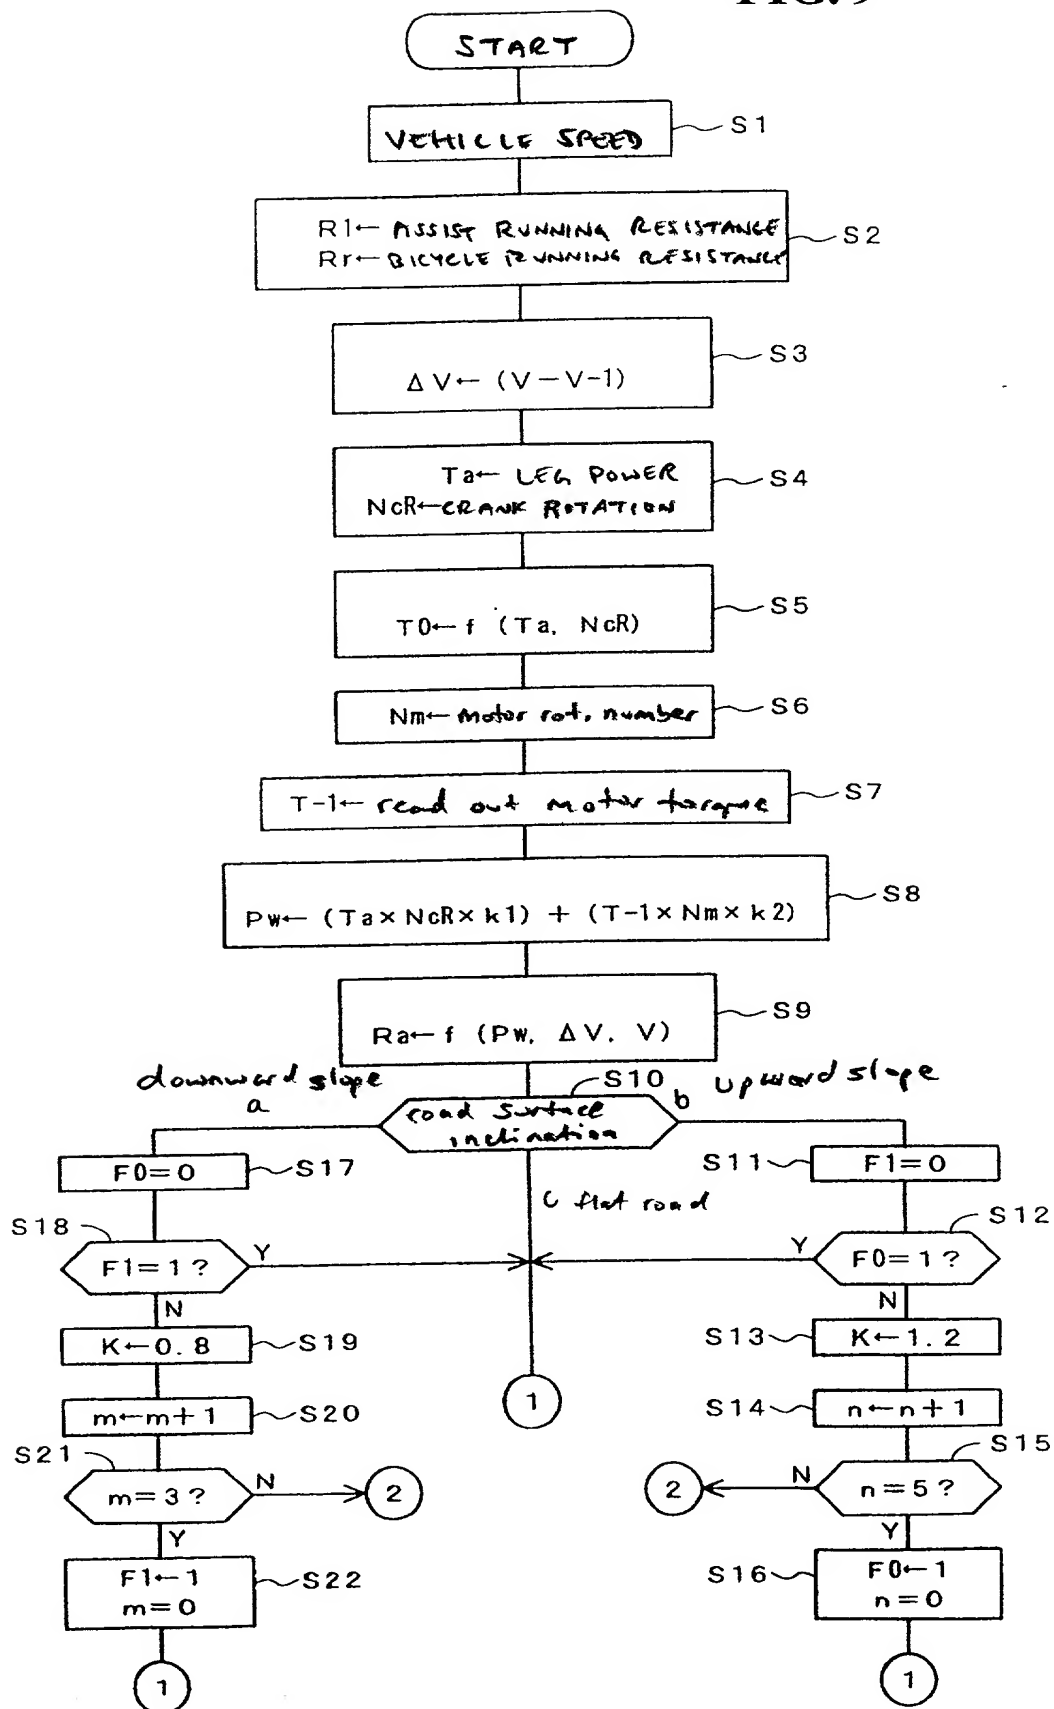 FIG. 9
START
VEHICLE SPEED
S1
R1← ASSIST RUNNING RESISTANCE
Rr← BICYCLE RUNNING RESISTANCE
S2
ΔV← (V−V-1)
S3
Ta← LEG POWER
NcR← CRANK ROTATION
S4
T0← f (Ta, NcR)
S5
Nm← Motor rot. number
S6
T-1← read out motor torque
S7
Pw← (Ta×NcR×k1) + (T-1×Nm×k2)
S8
Ra← f (Pw, ΔV, V)
S9
downward slope
a
S10
road surface
inclination
b
upward slope
F0=0
S17
c flat road
S11
F1=0
S18
F1=1?
Y
N
S12
F0=1?
Y
N
K←0.8
S19
S13
K←1.2
1
m←m+1
S20
S14
n←n+1
S21
m=3?
N
2
Y
S15
n=5?
N
2
Y
F1←1
m=0
S22
S16
F0←1
n=0
1
1